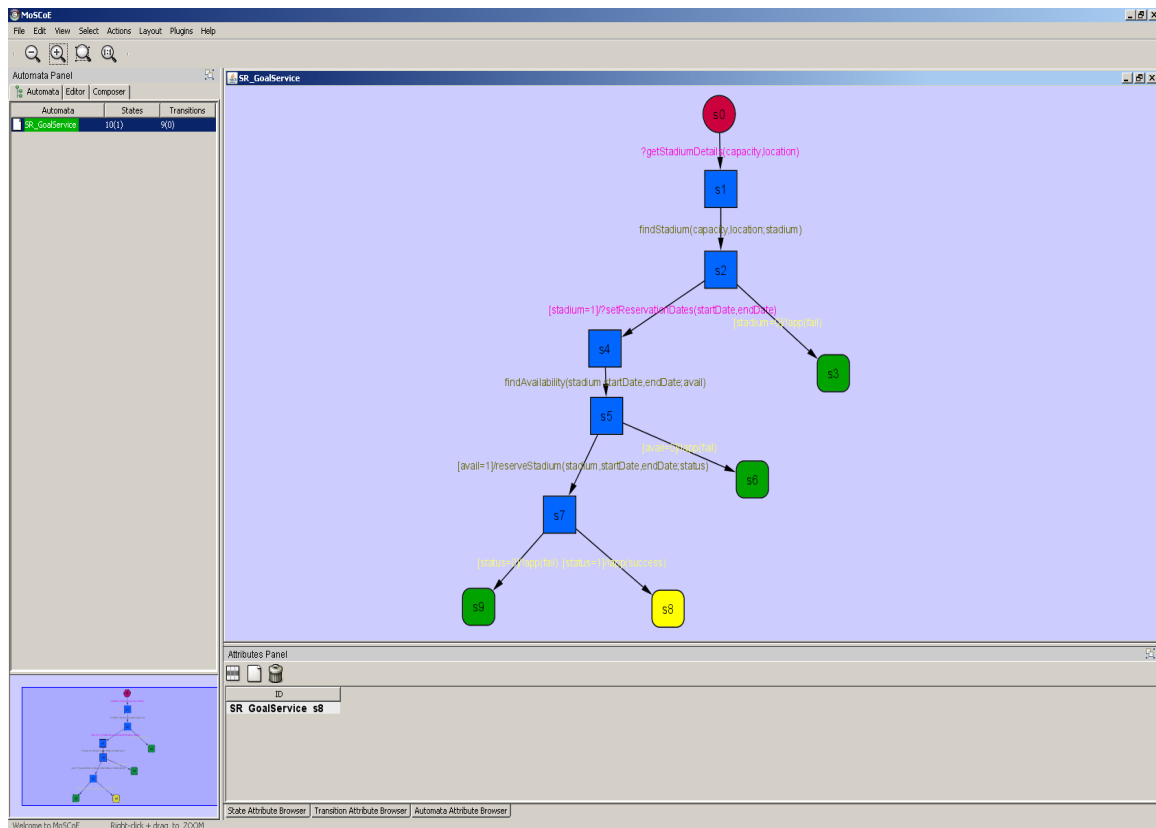 MoSCoE
File Edit View Select Actions Layout Plugins Help
Automata Panel
Automata Editor Composer
Automata States Transitions
SR_GoalService 10(1) 9(0)
SR_GoalService
s0
?getStadiumDetails(capacity,location)
s1
findStadium(capacity,location;stadium)
s2
[stadium=1]/?setReservationDates(startDate,endDate)
s4
s3
findAvailability(stadium,startDate,endDate;avail)
s5
[avail=1]/reserveStadium(stadium,startDate,endDate;status)
s6
s7
s9
s8
Attributes Panel
ID
SR_GoalService_s8
State Attribute Browser Transition Attribute Browser Automata Attribute Browser
Welcome to MoSCoE Right-click + drag to ZOOM